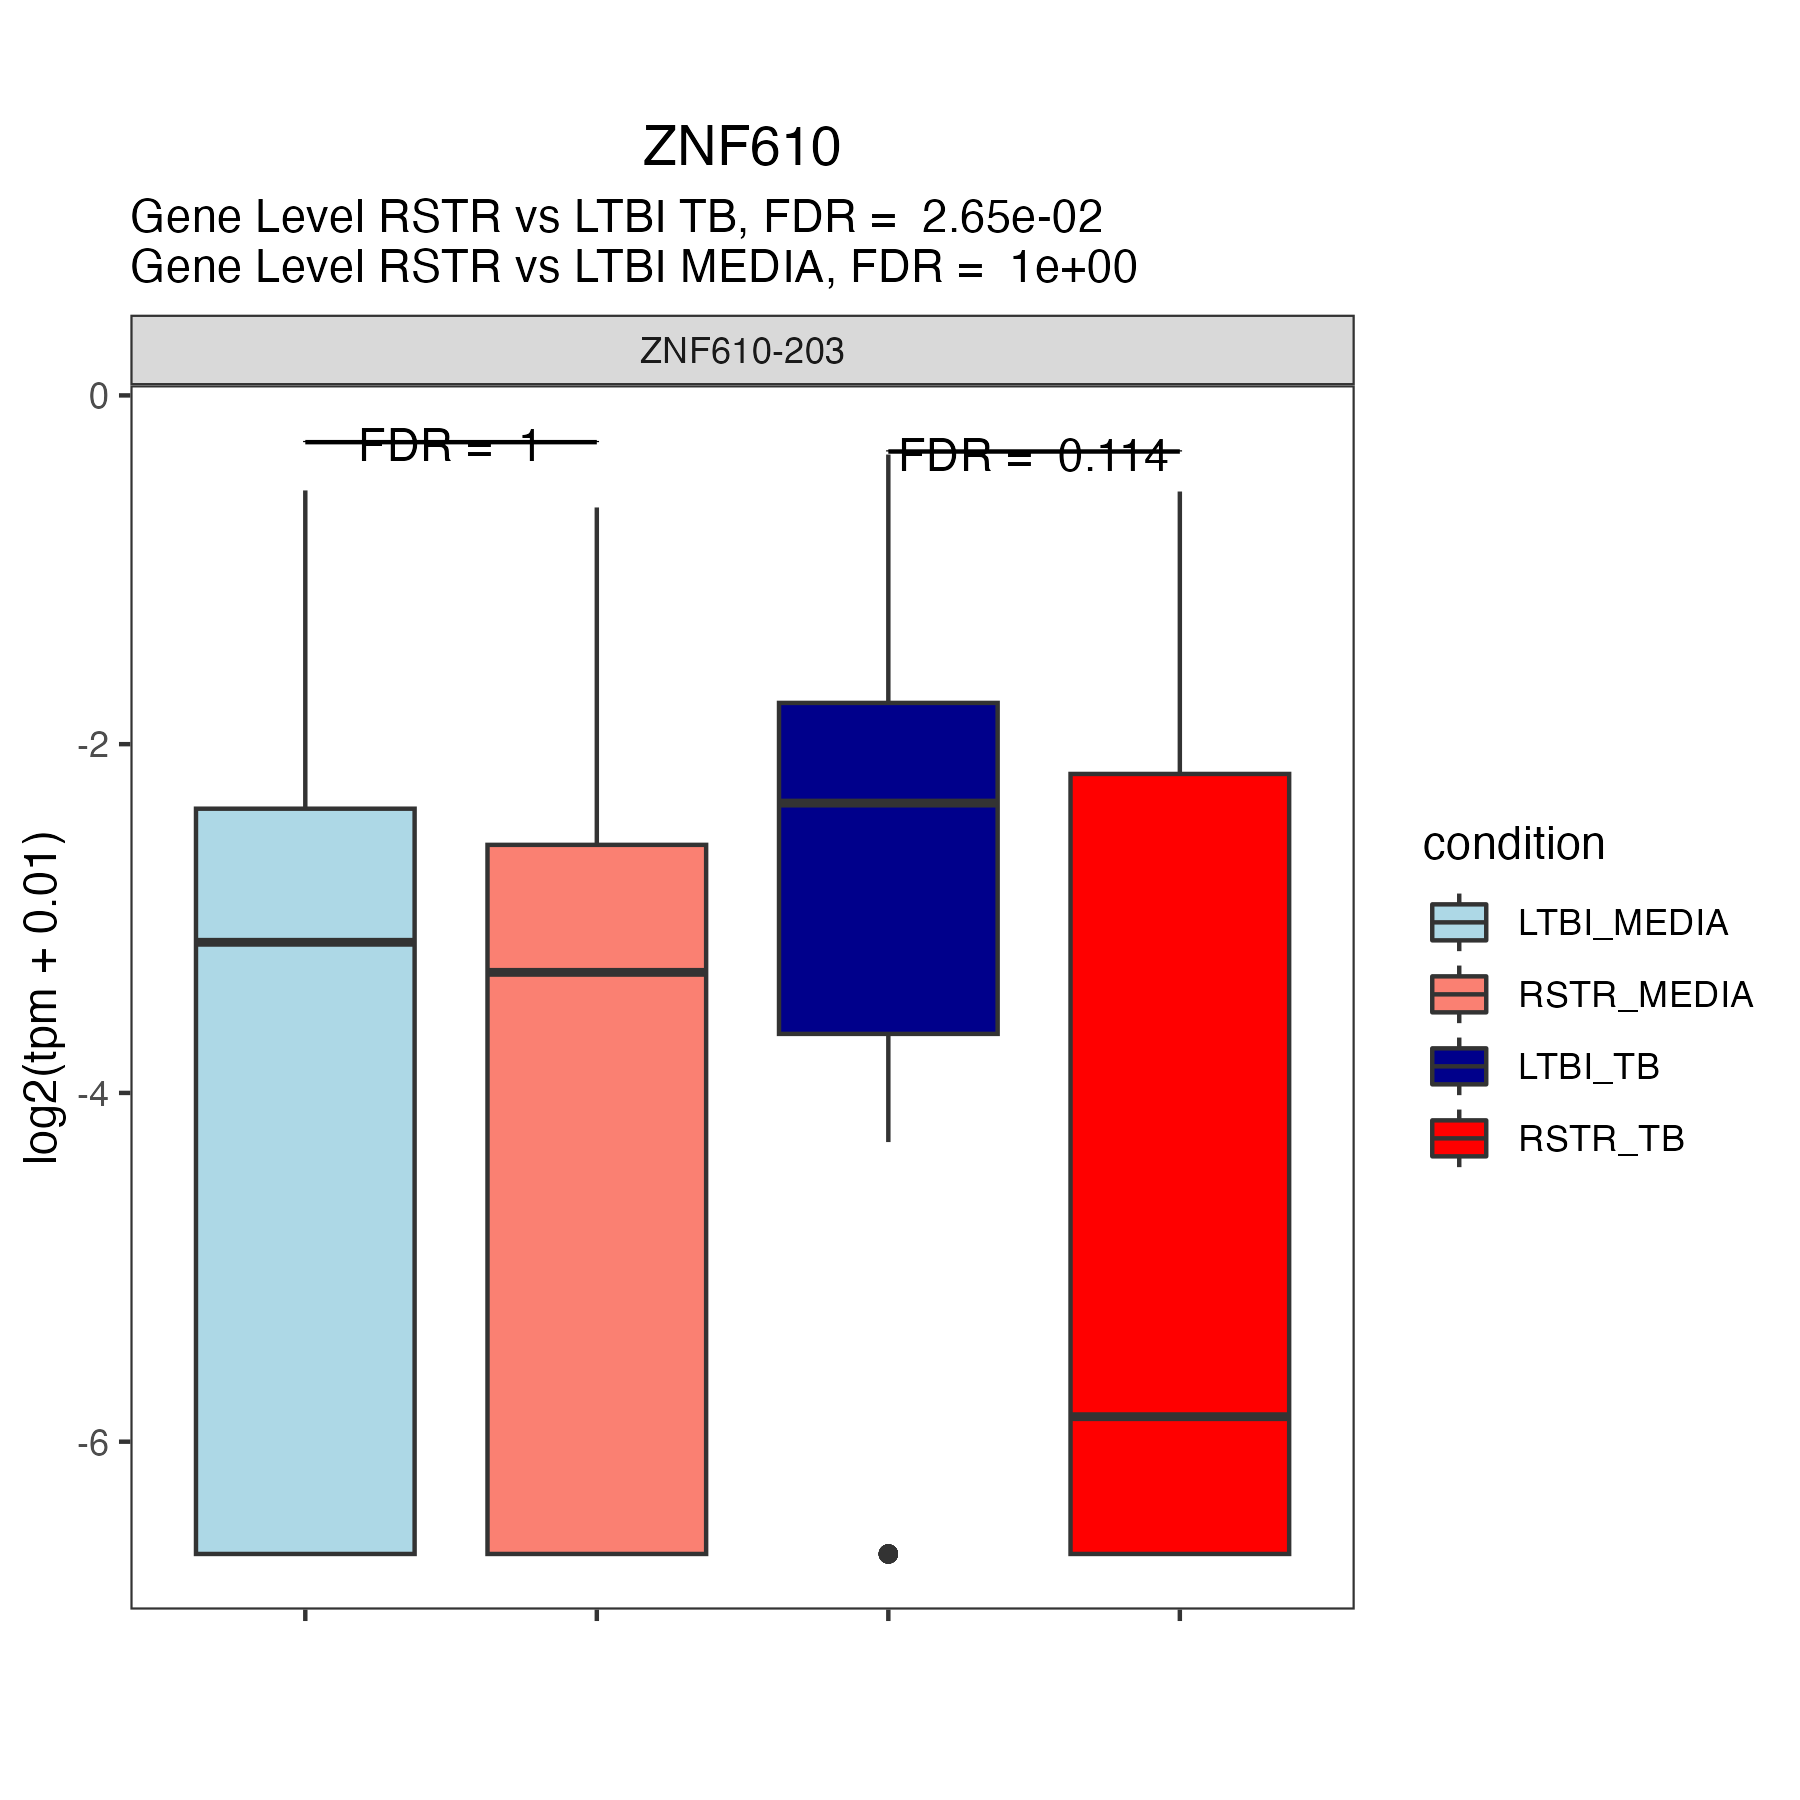 ZNF610
Gene Level RSTR vs LTBI TB, FDR =  2.65e-02
Gene Level RSTR vs LTBI MEDIA, FDR =  1e+00
ZNF610-203
FDR =  1
FDR =  0.114
0
-2
-4
-6
log2(tpm + 0.01)
condition
LTBI_MEDIA
RSTR_MEDIA
LTBI_TB
RSTR_TB